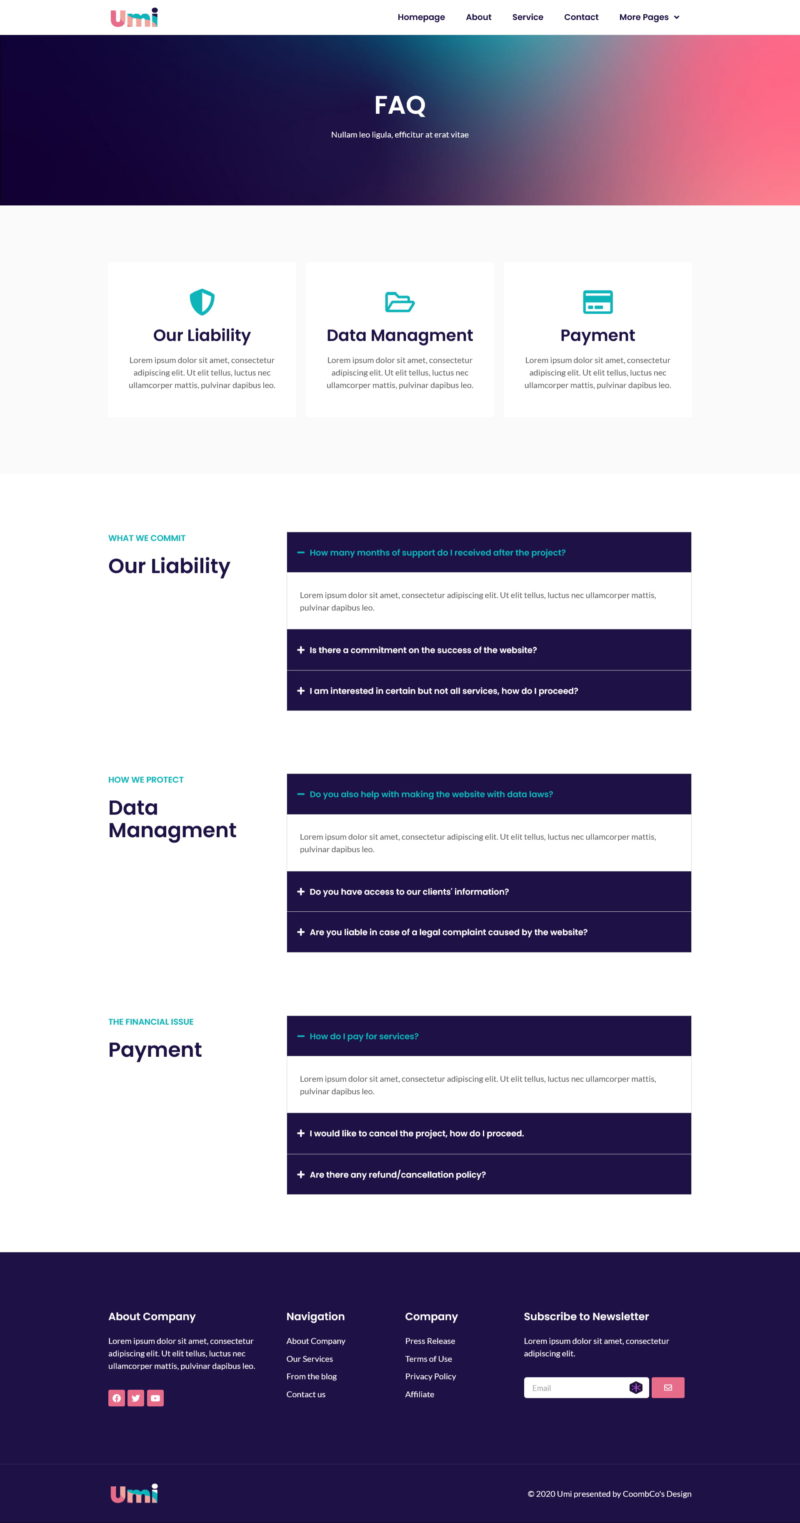 Umi
Homepage About Service Contact More Pages
FAQ
Nullam leo ligula, efficitur at erat vitae
Our Liability
Lorem ipsum dolor sit amet, consectetur
adipiscing elit. Ut elit tellus, luctus nec
ullamcorper mattis, pulvinar dapibus leo.
Data Managment
Lorem ipsum dolor sit amet, consectetur
adipiscing elit. Ut elit tellus, luctus nec
ullamcorper mattis, pulvinar dapibus leo.
Payment
Lorem ipsum dolor sit amet, consectetur
adipiscing elit. Ut elit tellus, luctus nec
ullamcorper mattis, pulvinar dapibus leo.
WHAT WE COMMIT
Our Liability
How many months of support do I received after the project?
Lorem ipsum dolor sit amet, consectetur adipiscing elit. Ut elit tellus, luctus nec ullamcorper mattis,
pulvinar dapibus leo.
Is there a commitment on the success of the website?
I am interested in certain but not all services, how do I proceed?
HOW WE PROTECT
Data
Managment
Do you also help with making the website with data laws?
Lorem ipsum dolor sit amet, consectetur adipiscing elit. Ut elit tellus, luctus nec ullamcorper mattis,
pulvinar dapibus leo.
Do you have access to our clients' information?
Are you liable in case of a legal complaint caused by the website?
THE FINANCIAL ISSUE
Payment
How do I pay for services?
Lorem ipsum dolor sit amet, consectetur adipiscing elit. Ut elit tellus, luctus nec ullamcorper mattis,
pulvinar dapibus leo.
I would like to cancel the project, how do I proceed.
Are there any refund/cancellation policy?
About Company
Lorem ipsum dolor sit amet, consectetur
adipiscing elit. Ut elit tellus, luctus nec
ullamcorper mattis, pulvinar dapibus leo.
Navigation
About Company
Our Services
From the blog
Contact us
Company
Press Release
Terms of Use
Privacy Policy
Affiliate
Subscribe to Newsletter
Lorem ipsum dolor sit amet, consectetur
adipiscing elit.
Email
Umi
© 2020 Umi presented by CoombCo's Design